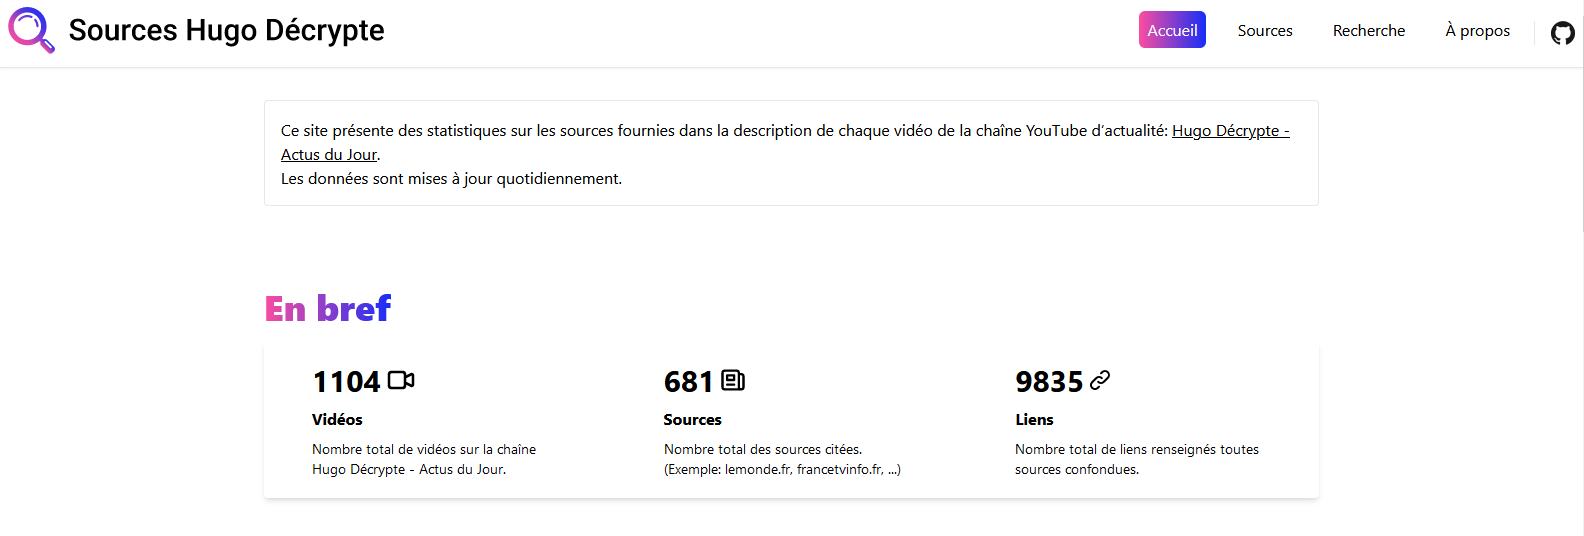 Sources Hugo Décrypte
Accueil
Sources
Recherche
À propos
Ce site présente des statistiques sur les sources fournies dans la description de chaque vidéo de la chaîne YouTube d’actualité: Hugo Décrypte -
Actus du Jour.
Les données sont mises à jour quotidiennement.
En bref
1104
Vidéos
Nombre total de vidéos sur la chaîne
Hugo Décrypte - Actus du Jour.
681
Sources
Nombre total des sources citées.
(Exemple: lemonde.fr, francetvinfo.fr, ...)
9835
Liens
Nombre total de liens renseignés toutes
sources confondues.